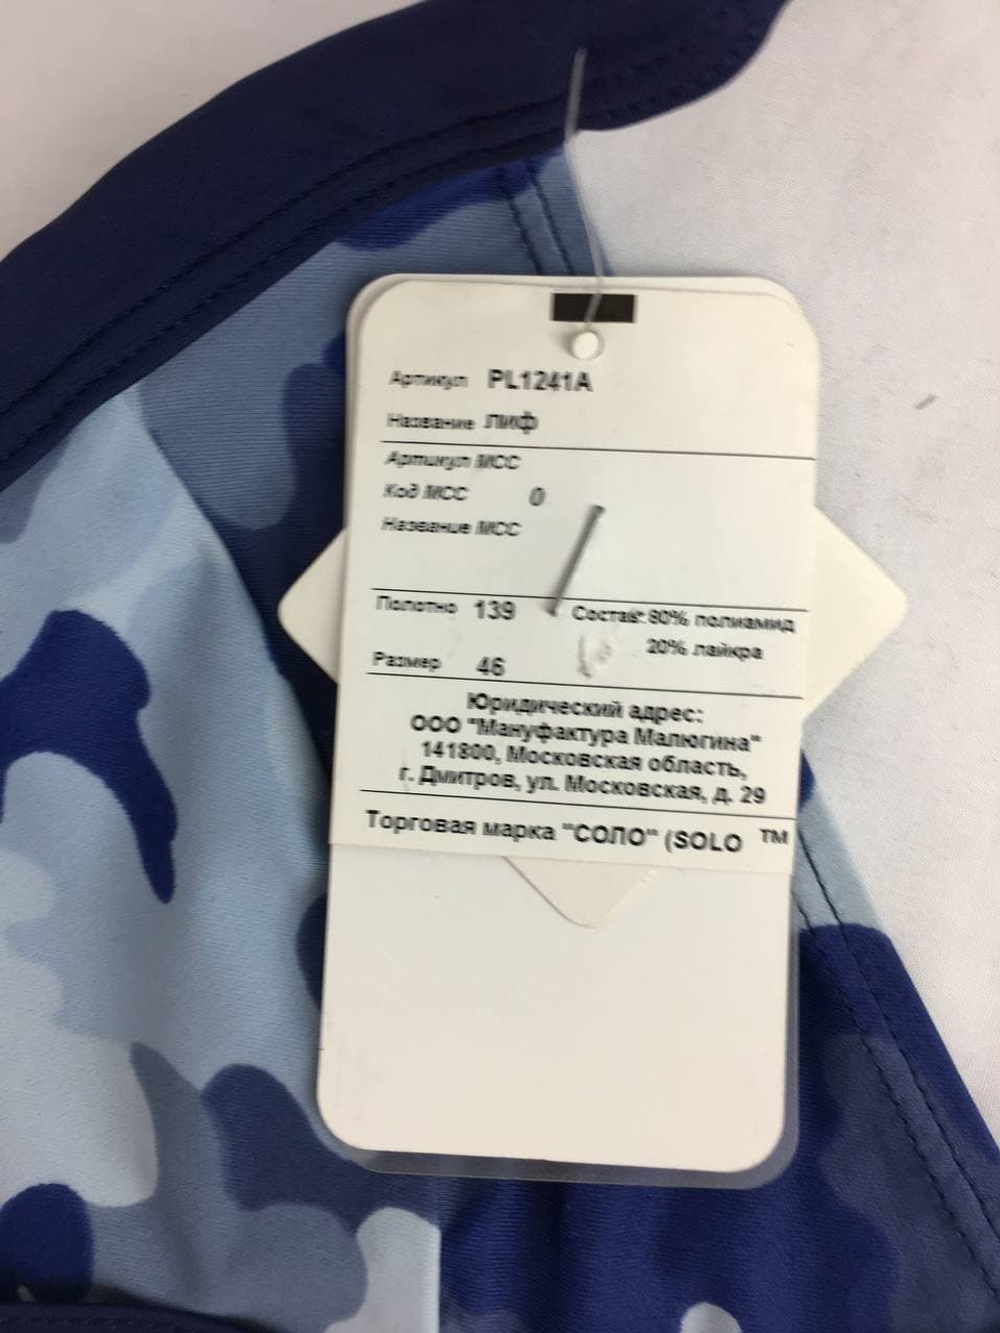 Артикул PL1241A
Название лиф
Артикул МСС
Код МСС 0
Название МСС
Полотно 139 Состав: 80% полиамид
20% лайкра
Размер 46
Юридический адрес:
ООО "Мануфактура Малюгина"
141800, Московская область,
г. Дмитров, ул. Московская, д. 29
Торговая марка "СОЛО" (SOLO TM